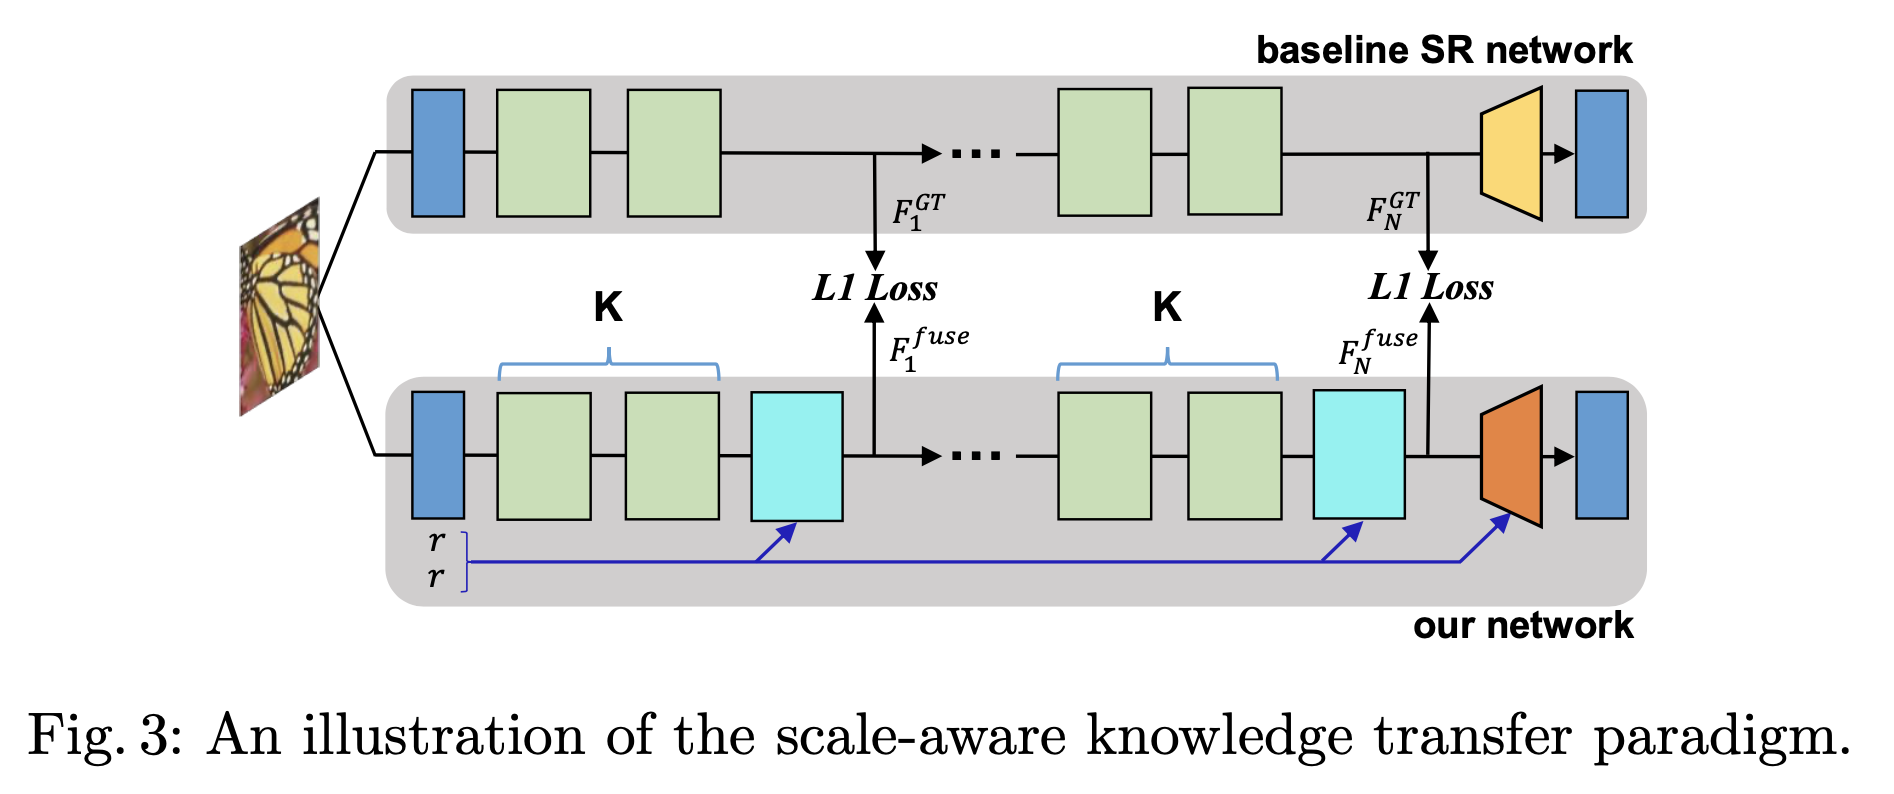 baseline SR network
F_1^{GT}
F_N^{GT}
L1 Loss
L1 Loss
K
K
F_1^{fuse}
F_N^{fuse}
...
...
r
r
our network
Fig. 3: An illustration of the scale-aware knowledge transfer paradigm.